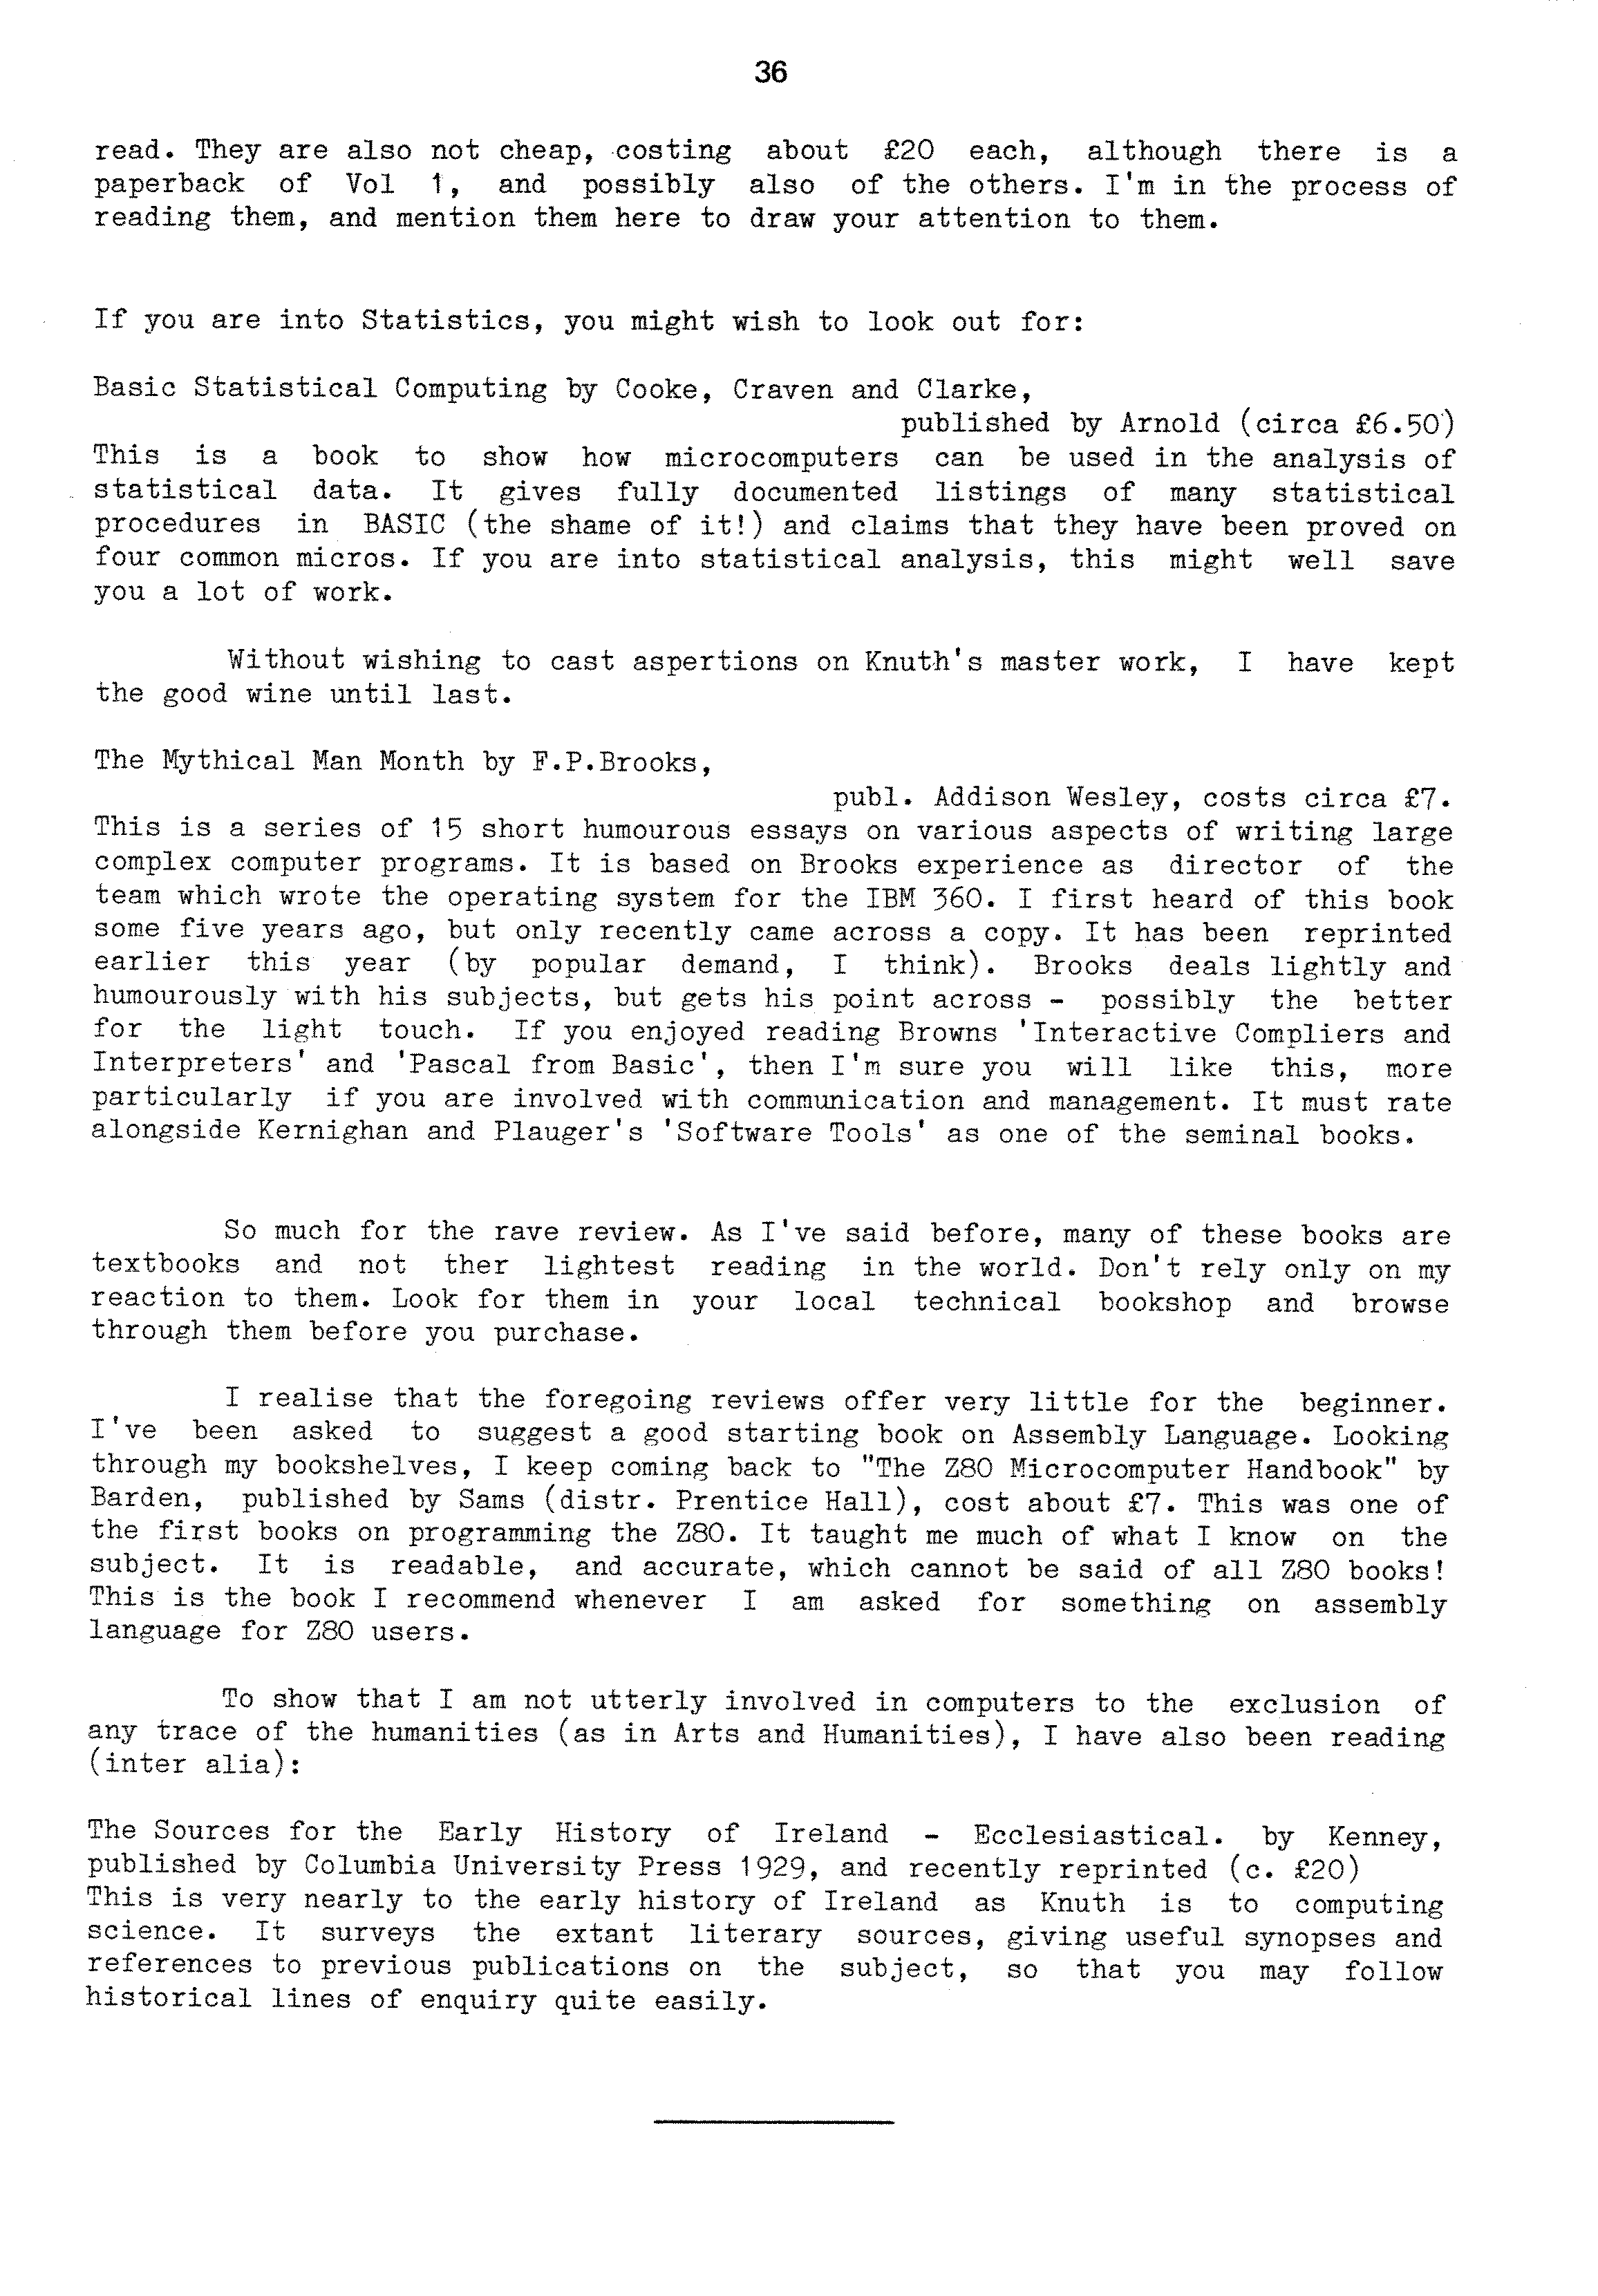 36
read. They are also not cheap, costing about £20 each, although there is a
paperback of Vol 1, and possibly also of the others. I'm in the process of
reading them, and mention them here to draw your attention to them.
If you are into Statistics, you might wish to look out for:
Basic Statistical Computing by Cooke, Craven and Clarke,
published by Arnold (circa £6.50)
This is a book to show how microcomputers can be used in the analysis of
statistical data. It gives fully documented listings of many statistical
procedures in BASIC (the shame of it!) and claims that they have been proved on
four common micros. If you are into statistical analysis, this might well save
you a lot of work.
Without wishing to cast aspertions on Knuth's master work, I have kept
the good wine until last.
The Mythical Man Month by F.P.Brooks,
publ. Addison Wesley, costs circa £7.
This is a series of 15 short humourous essays on various aspects of writing large
complex computer programs. It is based on Brooks experience as director of the
team which wrote the operating system for the IBM 360. I first heard of this book
some five years ago, but only recently came across a copy. It has been reprinted
earlier this year (by popular demand, I think). Brooks deals lightly and
humourously with his subjects, but gets his point across - possibly the better
for the light touch. If you enjoyed reading Browns 'Interactive Compliers and
Interpreters' and 'Pascal from Basic', then I'm sure you will like this, more
particularly if you are involved with communication and management. It must rate
alongside Kernighan and Plauger's 'Software Tools' as one of the seminal books.
So much for the rave review. As I've said before, many of these books are
textbooks and not ther lightest reading in the world. Don't rely only on my
reaction to them. Look for them in your local technical bookshop and browse
through them before you purchase.
I realise that the foregoing reviews offer very little for the beginner.
I've been asked to suggest a good starting book on Assembly Language. Looking
through my bookshelves, I keep coming back to "The Z80 Microcomputer Handbook" by
Barden, published by Sams (distr. Prentice Hall), cost about £7. This was one of
the first books on programming the Z80. It taught me much of what I know on the
subject. It is readable, and accurate, which cannot be said of all Z80 books!
This is the book I recommend whenever I am asked for something on assembly
language for Z80 users.
To show that I am not utterly involved in computers to the exclusion of
any trace of the humanities (as in Arts and Humanities), I have also been reading
(inter alia):
The Sources for the Early History of Ireland - Ecclesiastical. by Kenney,
published by Columbia University Press 1929, and recently reprinted (c. £20)
This is very nearly to the early history of Ireland as Knuth is to computing
science. It surveys the extant literary sources, giving useful synopses and
references to previous publications on the subject, so that you may follow
historical lines of enquiry quite easily.